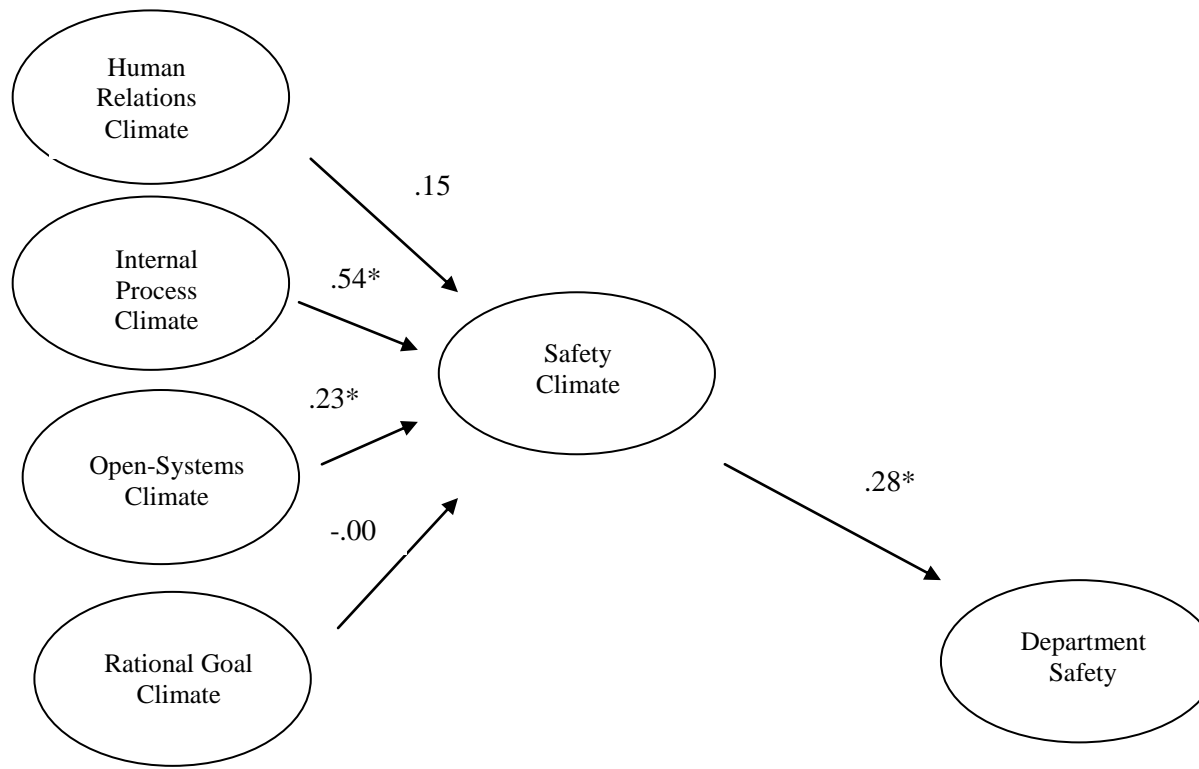 Human
Relations
Climate
.15
Internal
Process
Climate
.54*
Safety
Climate
.23*
Open-Systems
Climate
.28*
-.00
Rational Goal
Climate
Department
Safety